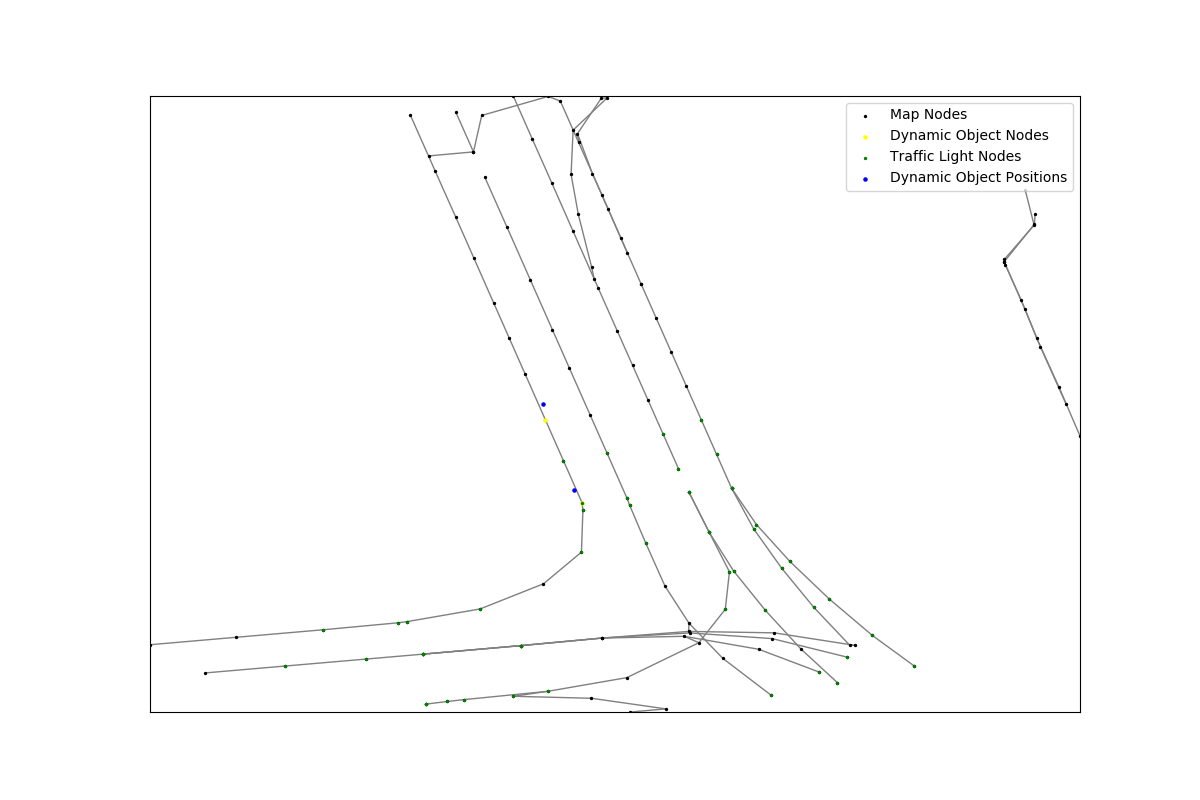 Map Nodes
Dynamic Object Nodes
Traffic Light Nodes
Dynamic Object Positions